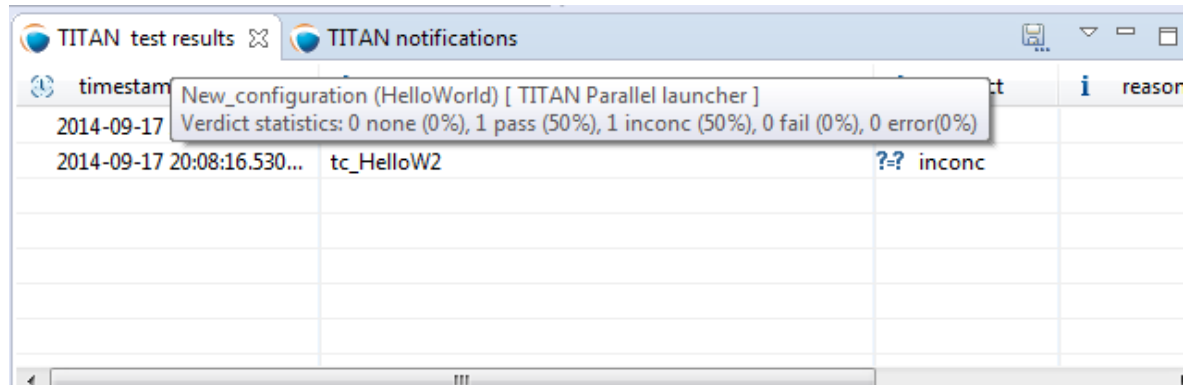 TITAN test results TITAN notifications
timestam ct i reason
New_configuration (HelloWorld) [ TITAN Parallel launcher ]
2014-09-17
Verdict statistics: 0 none (0%), 1 pass (50%), 1 inconc (50%), 0 fail (0%), 0 error(0%)
2014-09-17 20:08:16.530... tc_HelloW2 ?=? inconc